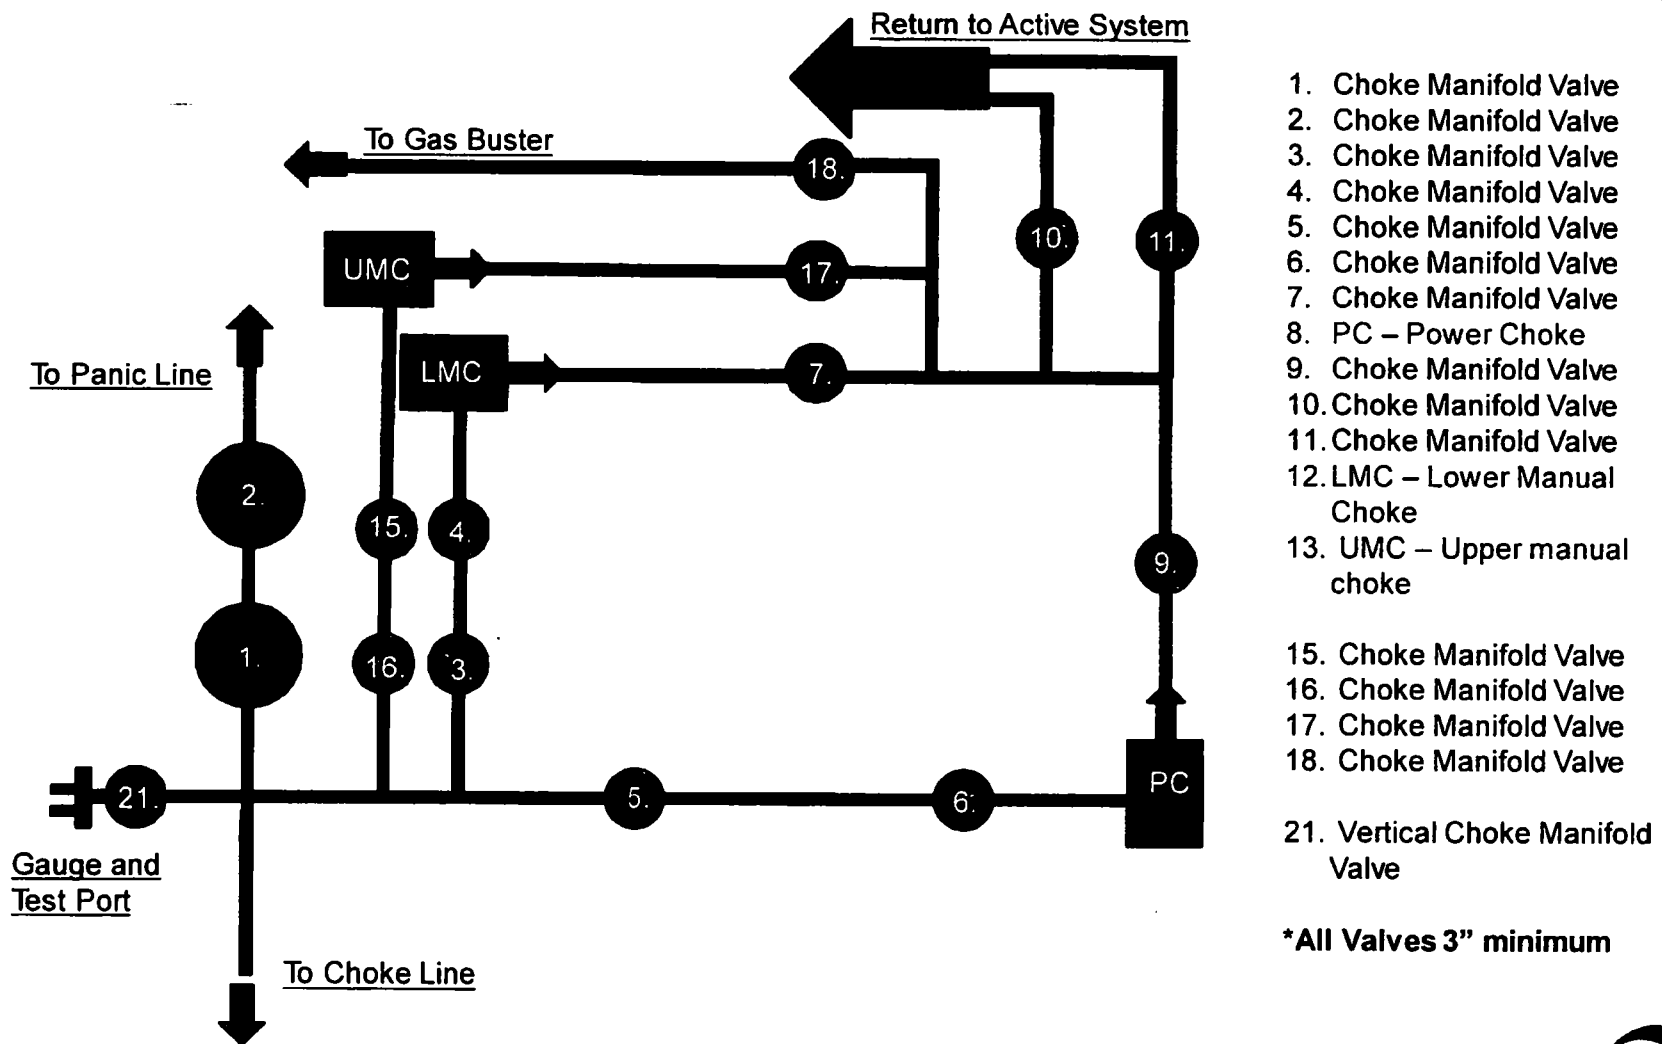 Return to Active System
To Gas Buster
18.
UMC
17.
10.
11.
LMC
7.
To Panic Line
2.
15.
4.
9.
1.
16.
3.
21.
5.
6.
PC
Gauge and
Test Port
To Choke Line
1. Choke Manifold Valve
2. Choke Manifold Valve
3. Choke Manifold Valve
4. Choke Manifold Valve
5. Choke Manifold Valve
6. Choke Manifold Valve
7. Choke Manifold Valve
8. PC – Power Choke
9. Choke Manifold Valve
10. Choke Manifold Valve
11. Choke Manifold Valve
12. LMC – Lower Manual
Choke
13. UMC – Upper manual
choke
15. Choke Manifold Valve
16. Choke Manifold Valve
17. Choke Manifold Valve
18. Choke Manifold Valve
21. Vertical Choke Manifold
Valve
*All Valves 3" minimum